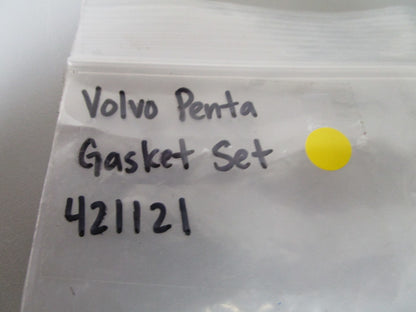 Volvo Penta
Gasket Set
421121